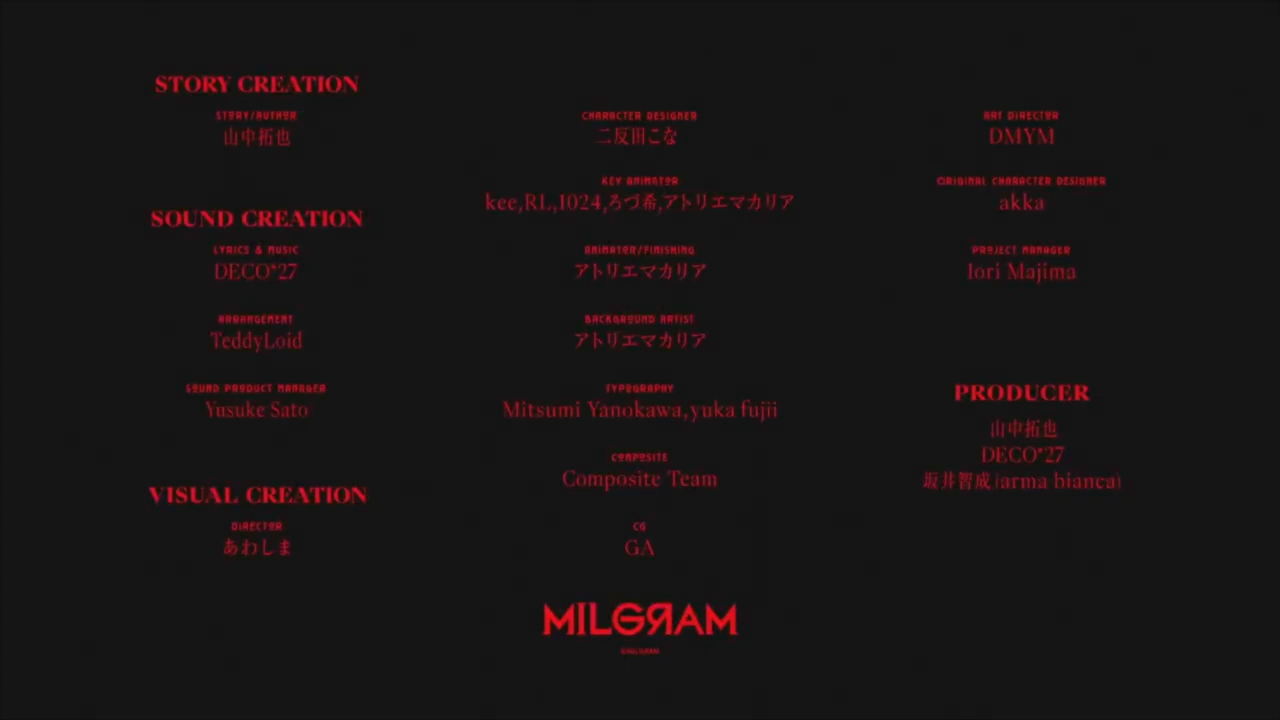 STORY CREATION
STORY/AUTHOR
山中拓也
SOUND CREATION
LYRICS & MUSIC
DECO*27
ARRANGEMENT
TeddyLoid
SOUND PRODUCT MANAGER
Yusuke Sato
VISUAL CREATION
DIRECTOR
あわしま
CHARACTER DESIGNER
二反田こな
KEY ANIMATOR
kee,RL,1024,ろづ希,アトリエマカリア
ANIMATOR/FINISHING
アトリエマカリア
BACKGROUND ARTIST
アトリエマカリア
TYPOGRAPHY
Mitsumi Yanokawa,yuka fujii
COMPOSITE
Composite Team
CG
GA
ART DIRECTOR
DMYM
ORIGINAL CHARACTER DESIGNER
akka
PROJECT MANAGER
Iori Majima
PRODUCER
山中拓也
DECO*27
坂井智成(arma bianca)
MILGRAM